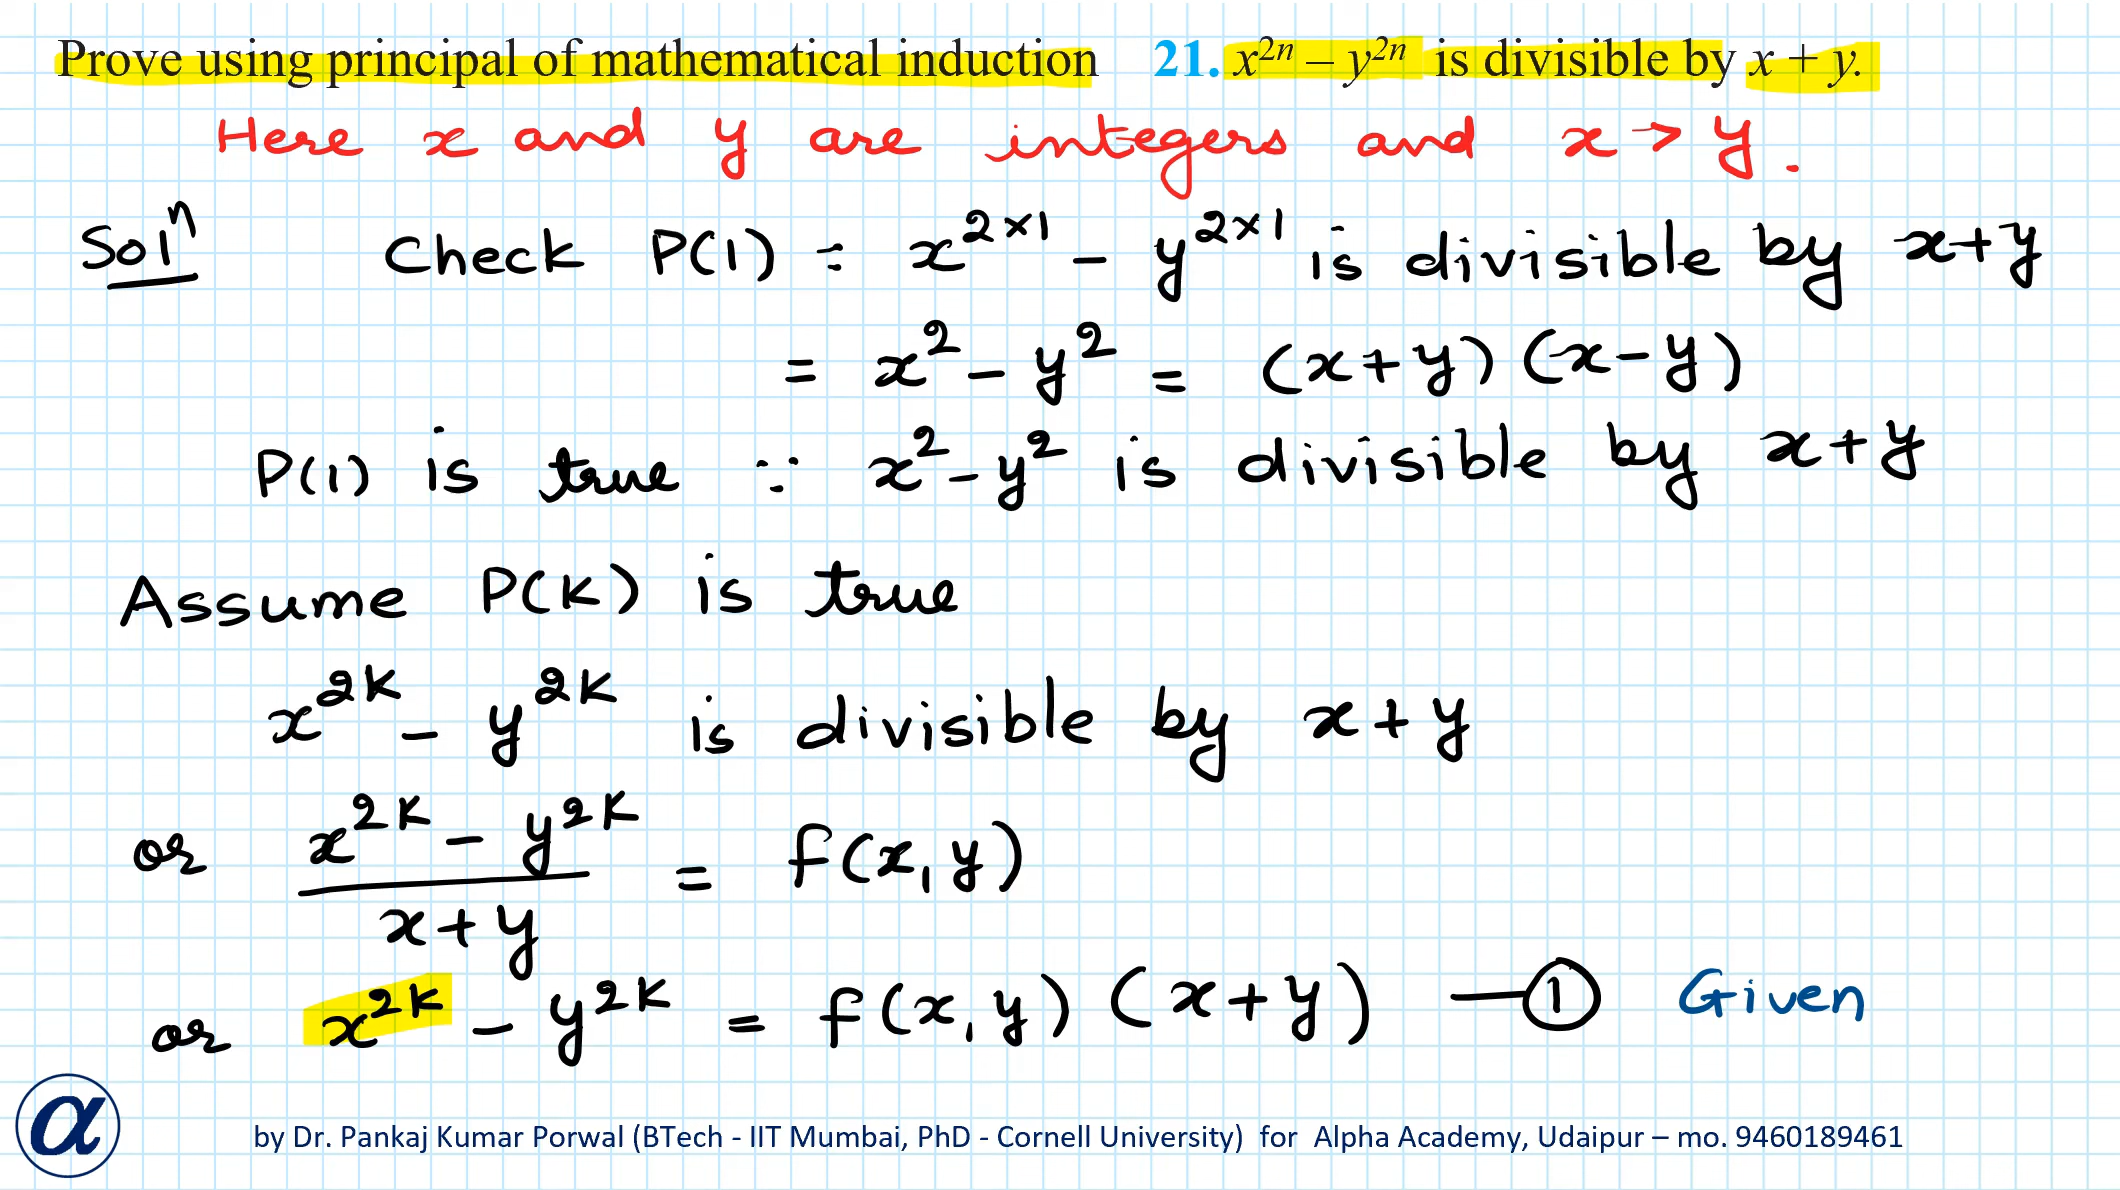 Prove using principal of mathematical induction 21. x²ⁿ – y²ⁿ is divisible by x + y.
Here x and y are integers and x > y.
Solⁿ Check P(1) : x^(2×1) - y^(2×1) is divisible by x+y
= x² - y² = (x+y) (x-y)
P(1) is true ∵ x² - y² is divisible by x+y
Assume P(K) is true
x^2K - y^2K is divisible by x+y
or (x^2K - y^2K)/(x+y) = f(x,y)
or x^2K - y^2K = f(x,y) (x+y) —① Given
α by Dr. Pankaj Kumar Porwal (BTech - IIT Mumbai, PhD - Cornell University) for Alpha Academy, Udaipur – mo. 9460189461